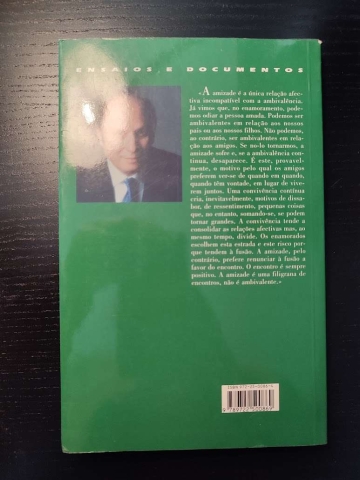 ENSAIOS E DOCUMENTOS
«A amizade é a única relação afec-
tiva incompatível com a ambivalência.
Já vimos que, no enamoramento, pode-
mos odiar a pessoa amada. Podemos ser
ambivalentes em relação aos nossos
pais ou aos nossos filhos. Não podemos,
ao contrário, ser ambivalentes em rela-
ção aos amigos. Se no-lo tornarmos, a
amizade sofre e, se a ambivalência con-
tinua, desaparece. É este, provavel-
mente, o motivo pelo qual os amigos
preferem ver-se de quando em quando,
quando têm vontade, em lugar de vive-
rem juntos. Uma convivência contínua
cria, inevitavelmente, motivos de dissa-
bor, de ressentimento, pequenas coisas
que, no entanto, somando-se, se podem
tornar grandes. A convivência tende a
consolidar as relações afectivas mas, ao
mesmo tempo, divide. Os enamorados
escolhem esta estrada e este risco por-
que tendem à fusão. A amizade, pelo
contrário, prefere renunciar à fusão a
favor do encontro. O encontro é sempre
positivo. A amizade é uma filigrana de
encontros, não é ambivalente.»